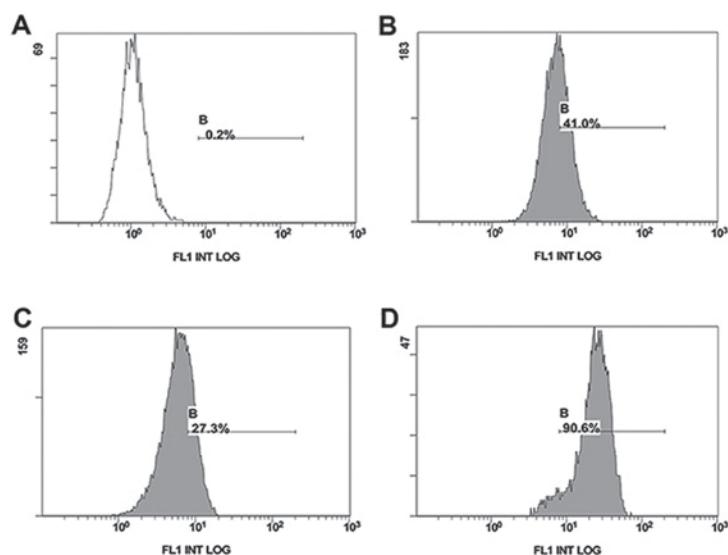 A
69
B
0.2%
10⁰ 10¹ 10² 10³
FL1 INT LOG
B
183
B
41.0%
10⁰ 10¹ 10² 10³
FL1 INT LOG
C
159
B
27.3%
10⁰ 10¹ 10² 10³
FL1 INT LOG
D
47
B
90.6%
10⁰ 10¹ 10² 10³
FL1 INT LOG